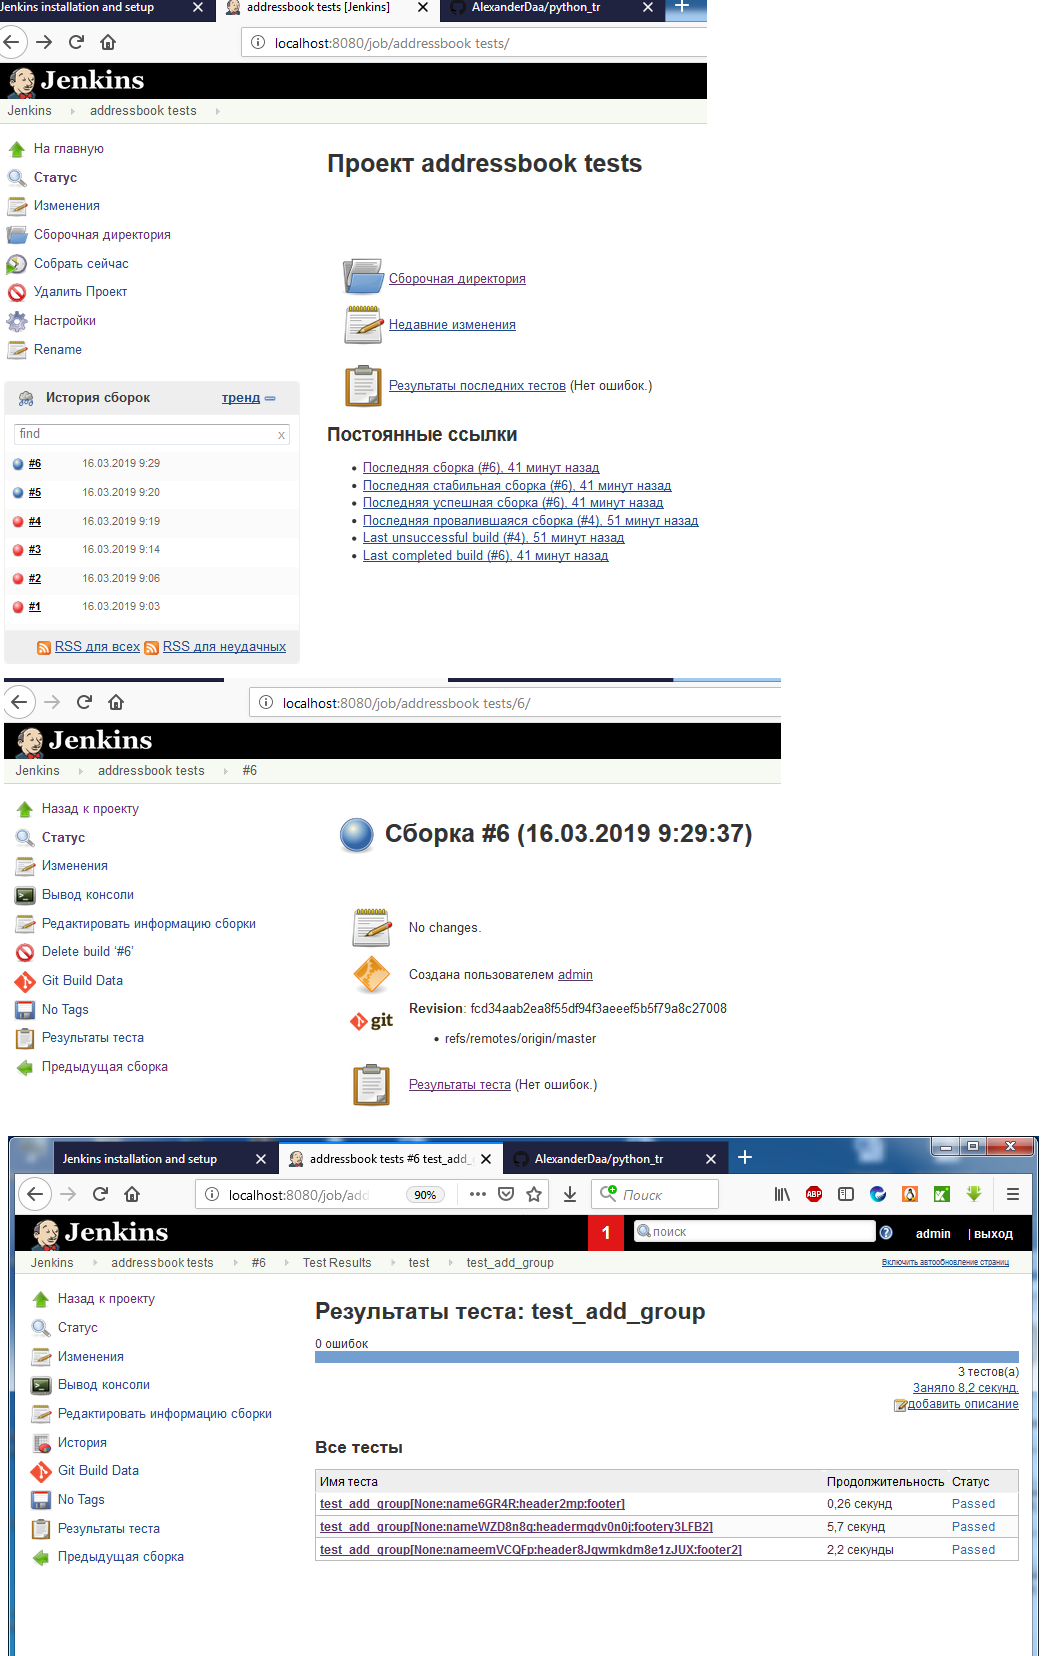 Jenkins installation and setup
addressbook tests [Jenkins]
AlexanderDaa/python_tr
localhost:8080/job/addressbook tests/
Jenkins
Jenkins addressbook tests
На главную
Статус
Изменения
Сборочная директория
Собрать сейчас
Удалить Проект
Настройки
Rename
Проект addressbook tests
Сборочная директория
Недавние изменения
Результаты последних тестов (Нет ошибок.)
История сборок тренд
find x
#6 16.03.2019 9:29
#5 16.03.2019 9:20
#4 16.03.2019 9:19
#3 16.03.2019 9:14
#2 16.03.2019 9:06
#1 16.03.2019 9:03
RSS для всех RSS для неудачных
Постоянные ссылки
Последняя сборка (#6), 41 минут назад
Последняя стабильная сборка (#6), 41 минут назад
Последняя успешная сборка (#6), 41 минут назад
Последняя провалившаяся сборка (#4), 51 минут назад
Last unsuccessful build (#4), 51 минут назад
Last completed build (#6), 41 минут назад
localhost:8080/job/addressbook tests/6/
Jenkins
Jenkins addressbook tests #6
Назад к проекту
Статус
Изменения
Вывод консоли
Редактировать информацию сборки
Delete build ‘#6’
Git Build Data
No Tags
Результаты теста
Предыдущая сборка
Сборка #6 (16.03.2019 9:29:37)
No changes.
Создана пользователем admin
git
Revision: fcd34aab2ea8f55df94f3aeeef5b5f79a8c27008
refs/remotes/origin/master
Результаты теста (Нет ошибок.)
Jenkins installation and setup
addressbook tests #6 test_add_
AlexanderDaa/python_tr
localhost:8080/job/add 90% Поиск ABP
Jenkins 1 поиск admin | выход
Jenkins addressbook tests #6 Test Results test test_add_group Включить автообновление страниц
Назад к проекту
Статус
Изменения
Вывод консоли
Редактировать информацию сборки
История
Git Build Data
No Tags
Результаты теста
Предыдущая сборка
Результаты теста: test_add_group
0 ошибок
3 тестов(а)
Заняло 8,2 секунд.
добавить описание
Все тесты
Имя теста Продолжительность Статус
test_add_group[None:name6GR4R:header2mp:footer] 0,26 секунд Passed
test_add_group[None:nameWZD8n8q:headermqdv0n0j:footery3LFB2] 5,7 секунд Passed
test_add_group[None:nameemVCQFp:header8Jqwmkdm8e1zJUX:footer2] 2,2 секунды Passed